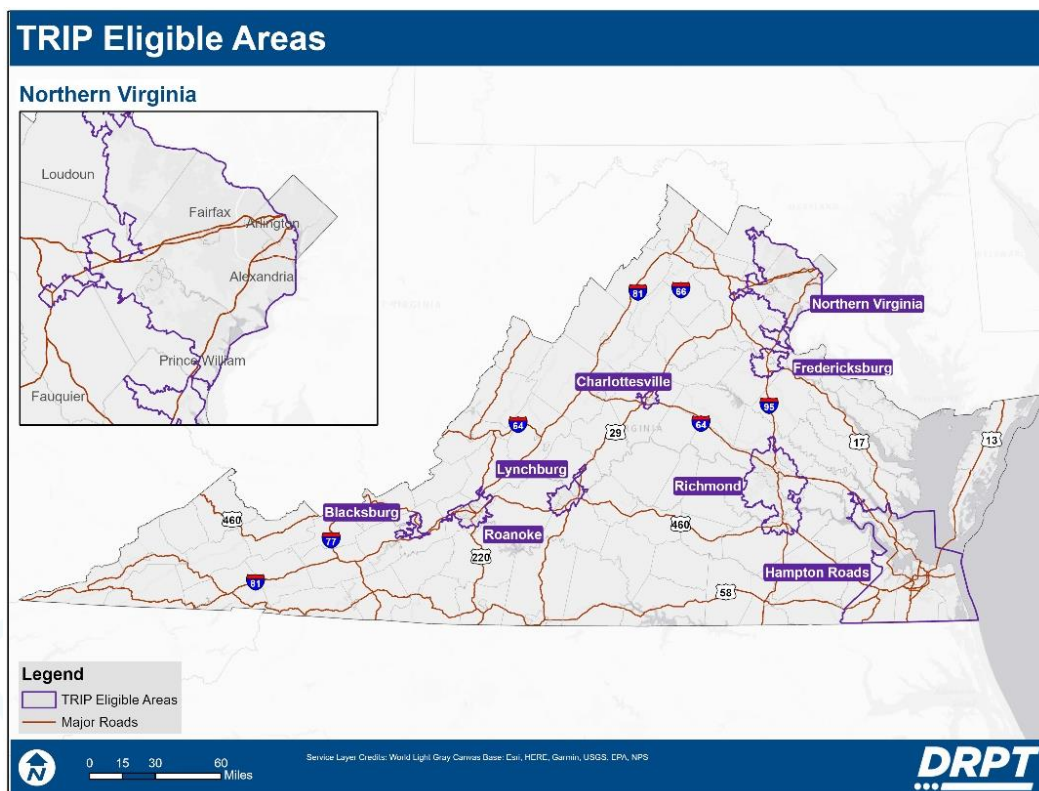 TRIP Eligible Areas
Northern Virginia
Loudoun
Fairfax
Arlington
Alexandria
Prince William
Fauquier
81
66
Northern Virginia
Fredericksburg
Charlottesville
95
64
29
64
17
13
Lynchburg
Richmond
Blacksburg
460
Roanoke
460
77
220
Hampton Roads
81
58
Legend
TRIP Eligible Areas
Major Roads
N
0 15 30 60
Miles
Service Layer Credits: World Light Gray Canvas Base: Esri, HERE, Garmin, USGS, EPA, NPS
DRPT